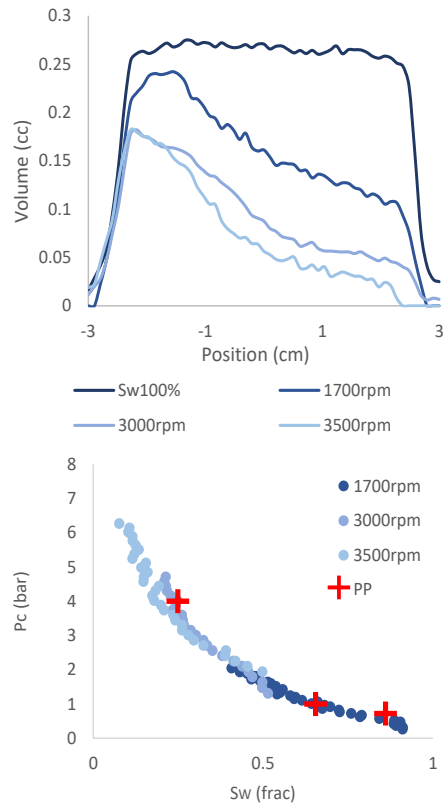 0.3
0.25
0.2
0.15
0.1
0.05
0
Volume (cc)
-3 -1 1 3
Position (cm)
Sw100% 1700rpm
3000rpm 3500rpm
8
7
6
5
4
3
2
1
0
Pc (bar)
1700rpm
3000rpm
3500rpm
PP
0 0.5 1
Sw (frac)